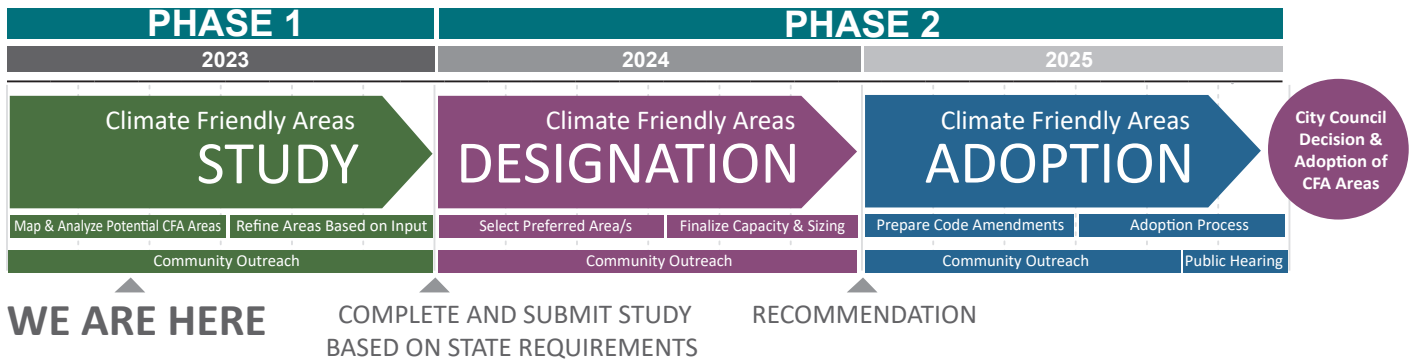 PHASE 1
PHASE 2
2023
2024
2025
Climate Friendly Areas
STUDY
Climate Friendly Areas
DESIGNATION
Climate Friendly Areas
ADOPTION
City Council
Decision &
Adoption of
CFA Areas
Map & Analyze Potential CFA Areas
Refine Areas Based on Input
Select Preferred Area/s
Finalize Capacity & Sizing
Prepare Code Amendments
Adoption Process
Community Outreach
Community Outreach
Community Outreach
Public Hearing
WE ARE HERE
COMPLETE AND SUBMIT STUDY
BASED ON STATE REQUIREMENTS
RECOMMENDATION